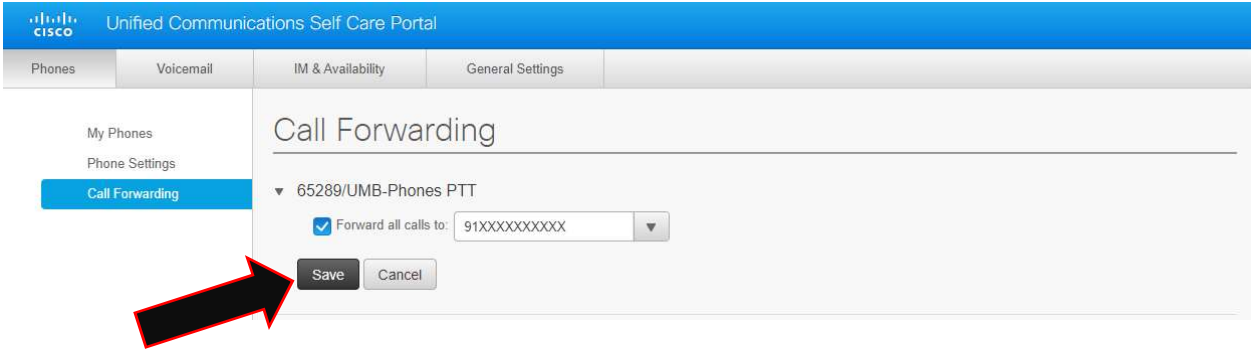 CISCO Unified Communications Self Care Portal
Phones Voicemail IM & Availability General Settings
My Phones
Phone Settings
Call Forwarding
Call Forwarding
65289/UMB-Phones PTT
Forward all calls to: 91XXXXXXXXXX
Save Cancel